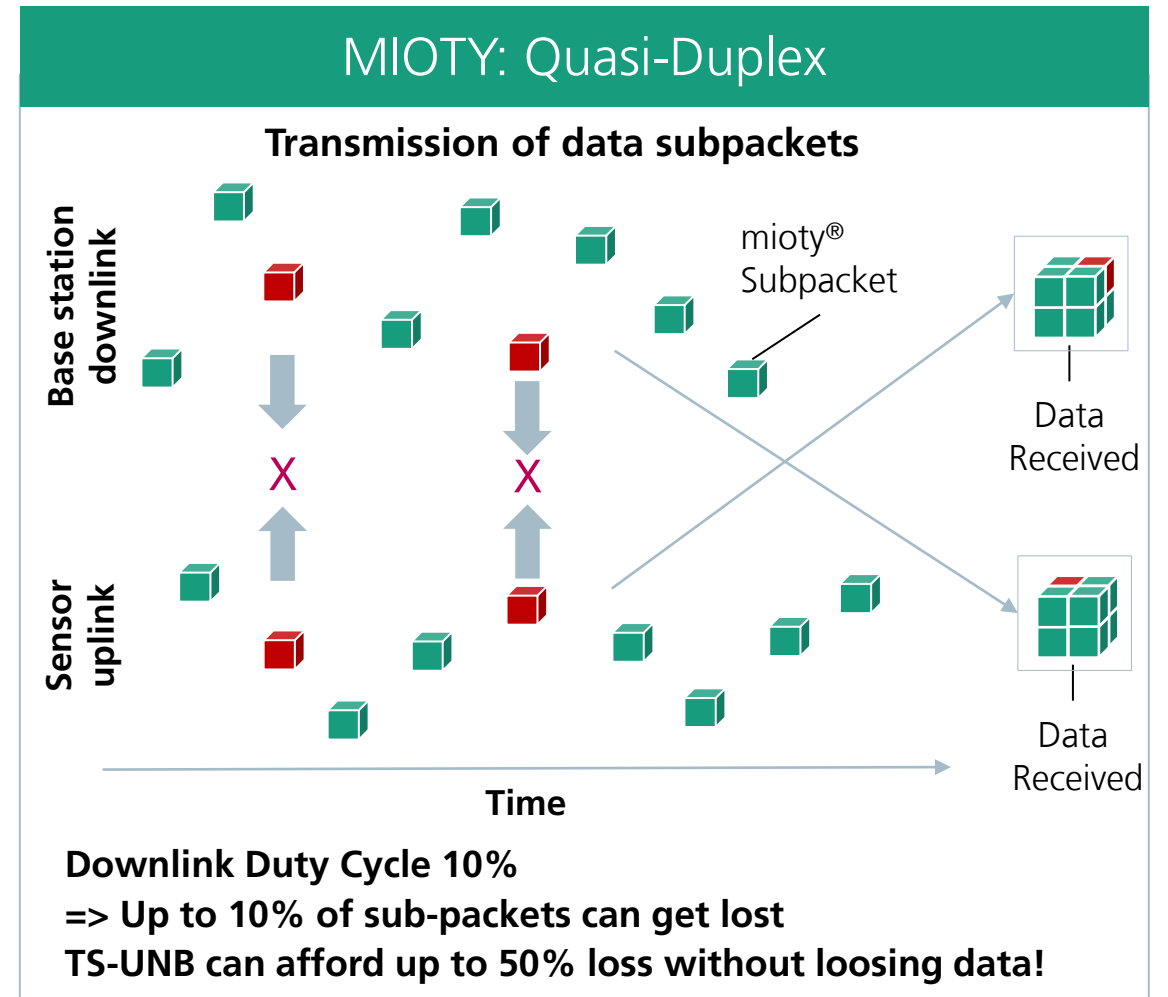 MIOTY: Quasi-Duplex
Transmission of data subpackets
Base station
downlink
mioty®
Subpacket
X
X
Data
Received
Sensor
uplink
Data
Received
Time
Downlink Duty Cycle 10%
=> Up to 10% of sub-packets can get lost
TS-UNB can afford up to 50% loss without loosing data!